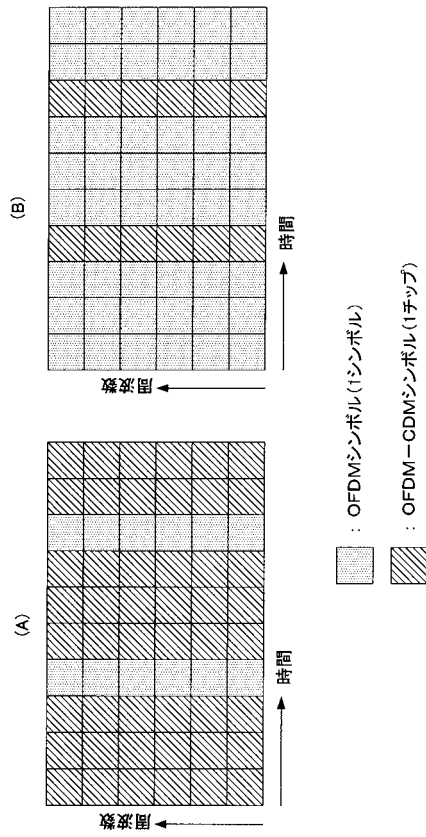 (A)
周波数
時間
(B)
周波数
時間
: OFDMシンボル(1シンボル)
: OFDM-CDMシンボル(1チップ)